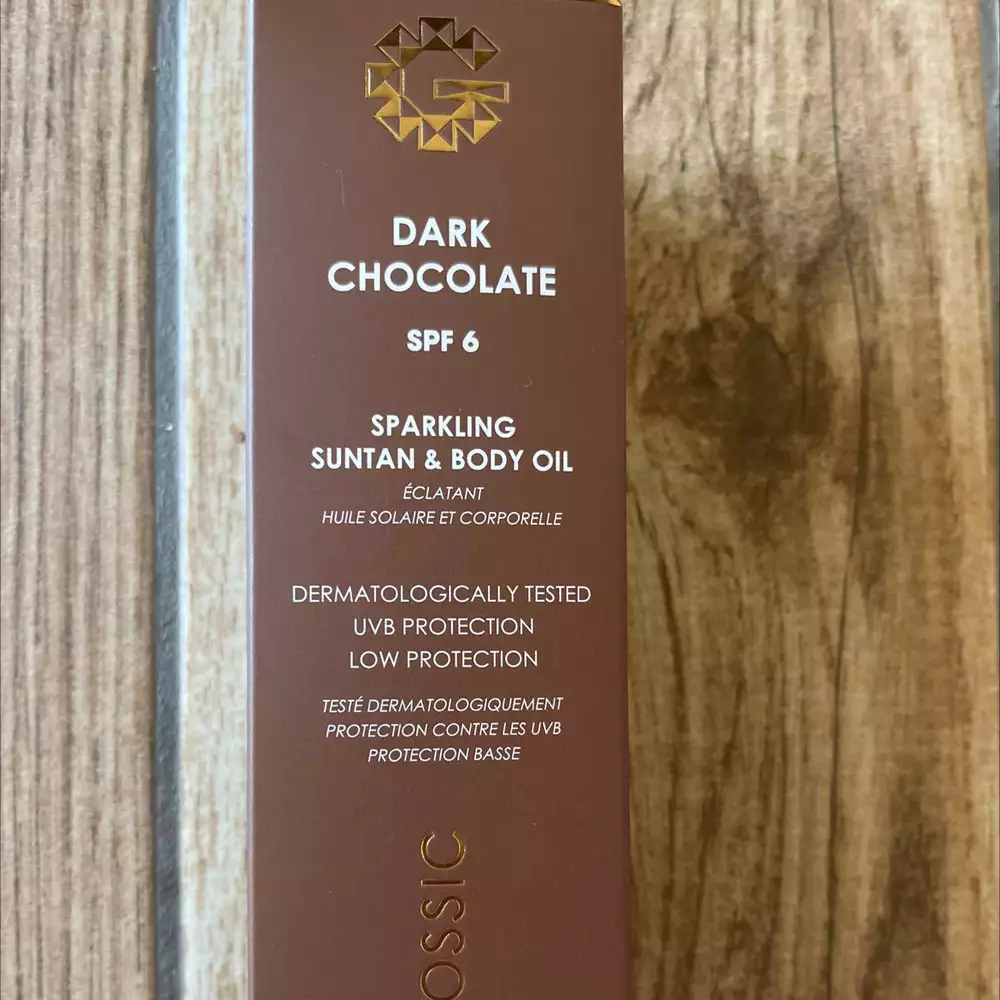 DARK
CHOCOLATE
SPF 6
SPARKLING
SUNTAN & BODY OIL
ÉCLATANT
HUILE SOLAIRE ET CORPORELLE
DERMATOLOGICALLY TESTED
UVB PROTECTION
LOW PROTECTION
TESTÉ DERMATOLOGIQUEMENT
PROTECTION CONTRE LES UVB
PROTECTION BASSE
OSSIC